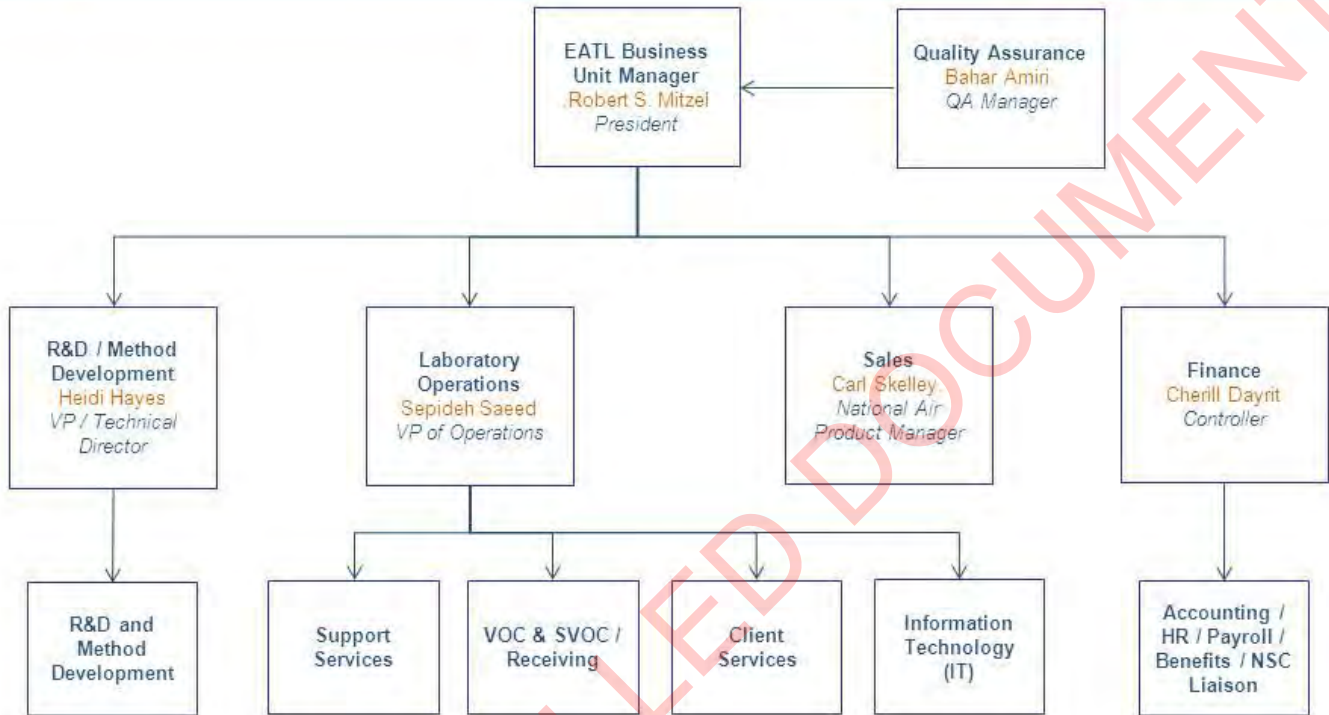 EATL Business
Unit Manager
Robert S. Mitzel
President
Quality Assurance
Bahar Amiri
QA Manager
R&D / Method
Development
Heidi Hayes
VP / Technical
Director
Laboratory
Operations
Sepideh Saeed
VP of Operations
Sales
Carl Skelley
National Air
Product Manager
Finance
Cherill Dayrit
Controller
R&D and
Method
Development
Support
Services
VOC & SVOC /
Receiving
Client
Services
Information
Technology
(IT)
Accounting /
HR / Payroll /
Benefits / NSC
Liaison
LED DOCUMENT